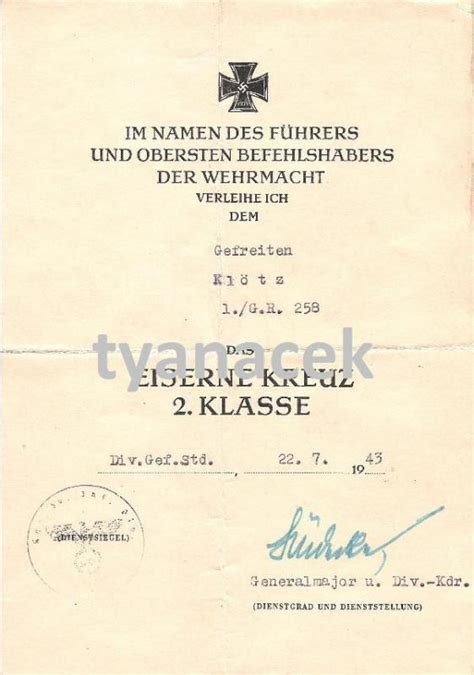 IM NAMEN DES FÜHRERS
UND OBERSTEN BEFEHLSHABERS
DER WEHRMACHT
VERLEIHE ICH
DEM
Gefreiten
Klötz
1./G.R. 258
tyanacek
DAS
EISERNE KREUZ
2. KLASSE
Div.Gef.Std. , 22. 7. 1943
(DIENSTSIEGEL)
Generalmajor u. Div.-Kdr.
(DIENSTGRAD UND DIENSTSTELLUNG)